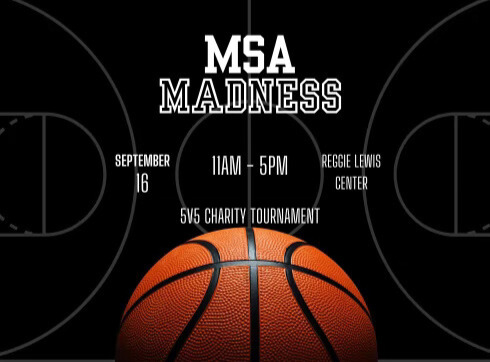 MSA
MADNESS
SEPTEMBER
16
11AM - 5PM
REGGIE LEWIS
CENTER
5V5 CHARITY TOURNAMENT